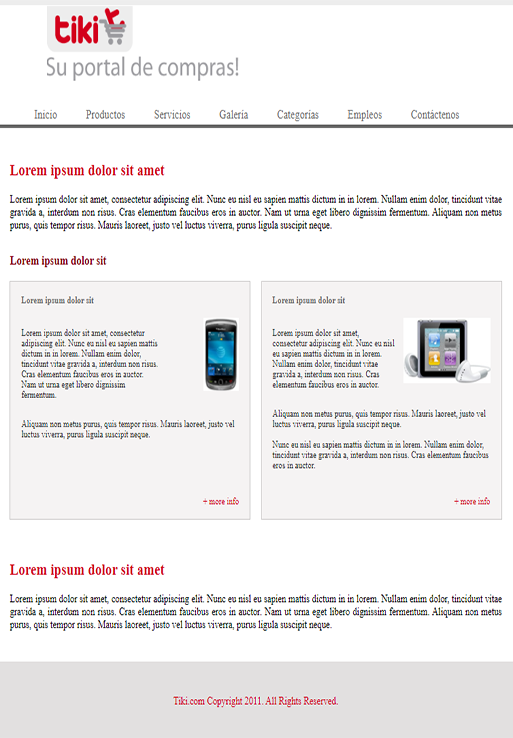 tiki
Su portal de compras!
Inicio Productos Servicios Galería Categorías Empleos Contáctenos
Lorem ipsum dolor sit amet
Lorem ipsum dolor sit amet, consectetur adipiscing elit. Nunc eu nisl eu sapien mattis dictum in in lorem. Nullam enim dolor, tincidunt vitae
gravida a, interdum non risus. Cras elementum faucibus eros in auctor. Nam ut urna eget libero dignissim fermentum. Aliquam non metus
purus, quis tempor risus. Mauris laoreet, justo vel luctus viverra, purus ligula suscipit neque.
Lorem ipsum dolor sit
Lorem ipsum dolor sit
Lorem ipsum dolor sit amet, consectetur
adipiscing elit. Nunc eu nisl eu sapien mattis
dictum in in lorem. Nullam enim dolor,
tincidunt vitae gravida a, interdum non risus.
Cras elementum faucibus eros in auctor.
Nam ut urna eget libero dignissim
fermentum.
Aliquam non metus purus, quis tempor risus. Mauris laoreet, justo vel
luctus viverra, purus ligula suscipit neque.
+ more info
Lorem ipsum dolor sit
Lorem ipsum dolor sit amet,
consectetur adipiscing elit. Nunc eu nisl
eu sapien mattis dictum in in lorem.
Nullam enim dolor, tincidunt vitae
gravida a, interdum non risus. Cras
elementum faucibus eros in auctor.
Aliquam non metus purus, quis tempor risus. Mauris laoreet, justo vel
luctus viverra, purus ligula suscipit neque.
Nunc eu nisl eu sapien mattis dictum in in lorem. Nullam enim dolor,
tincidunt vitae gravida a, interdum non risus. Cras elementum faucibus
eros in auctor.
+ more info
Lorem ipsum dolor sit amet
Lorem ipsum dolor sit amet, consectetur adipiscing elit. Nunc eu nisl eu sapien mattis dictum in in lorem. Nullam enim dolor, tincidunt vitae
gravida a, interdum non risus. Cras elementum faucibus eros in auctor. Nam ut urna eget libero dignissim fermentum. Aliquam non metus
purus, quis tempor risus. Mauris laoreet, justo vel luctus viverra, purus ligula suscipit neque.
Tiki.com Copyright 2011. All Rights Reserved.